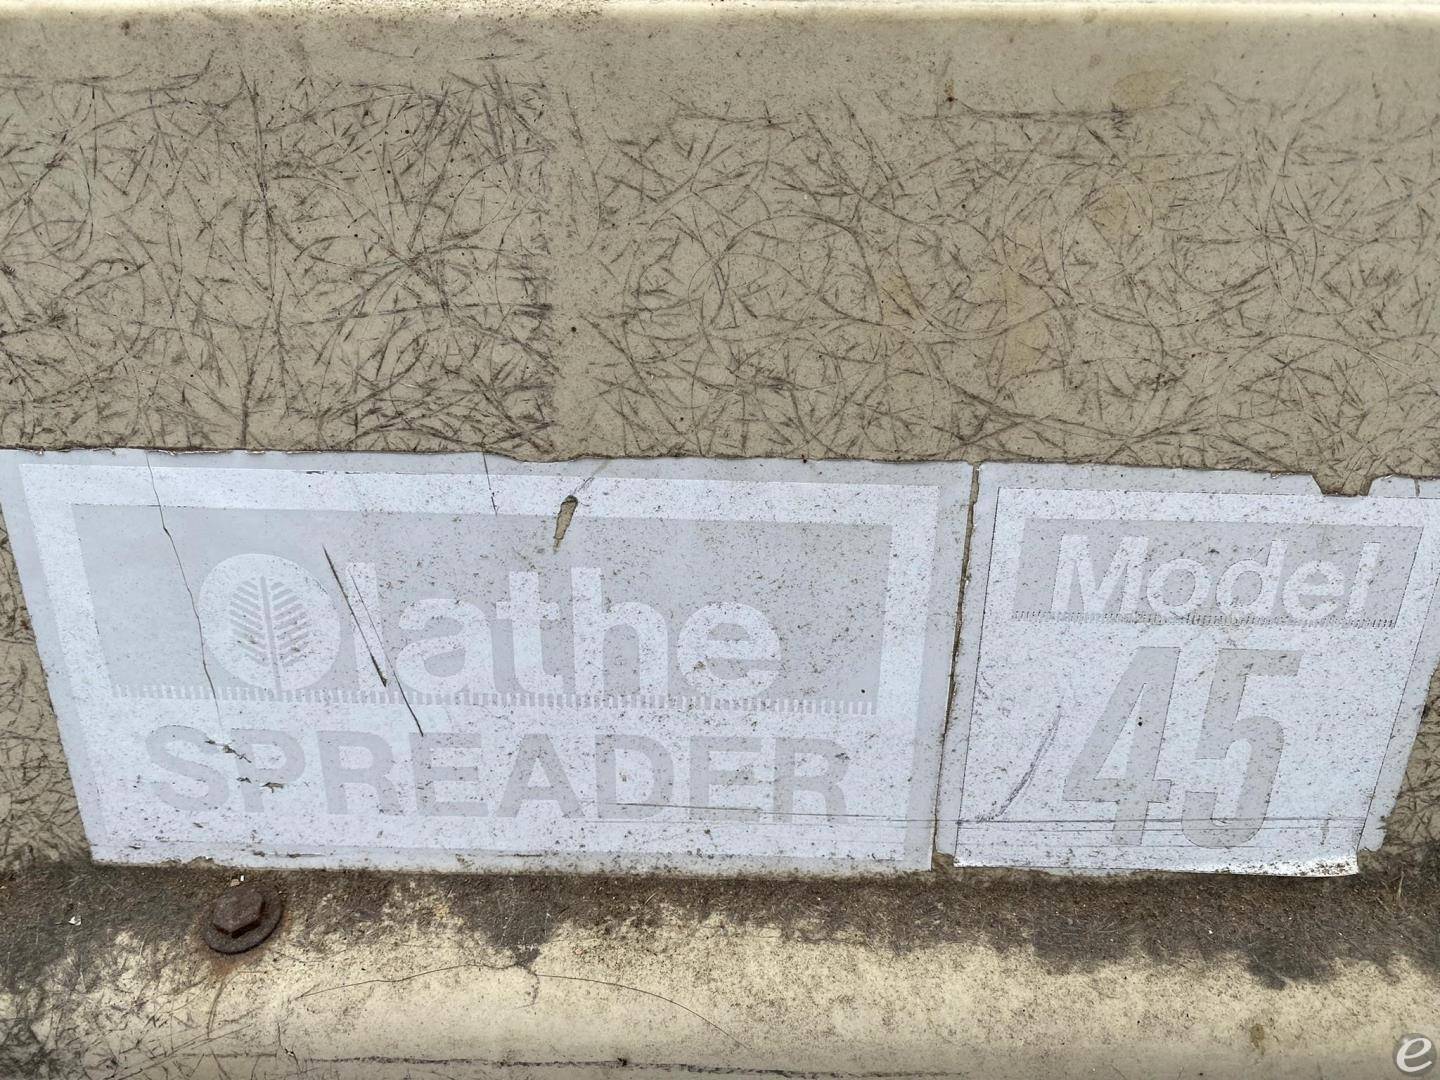 Olathe
SPREADER
Model
45
e